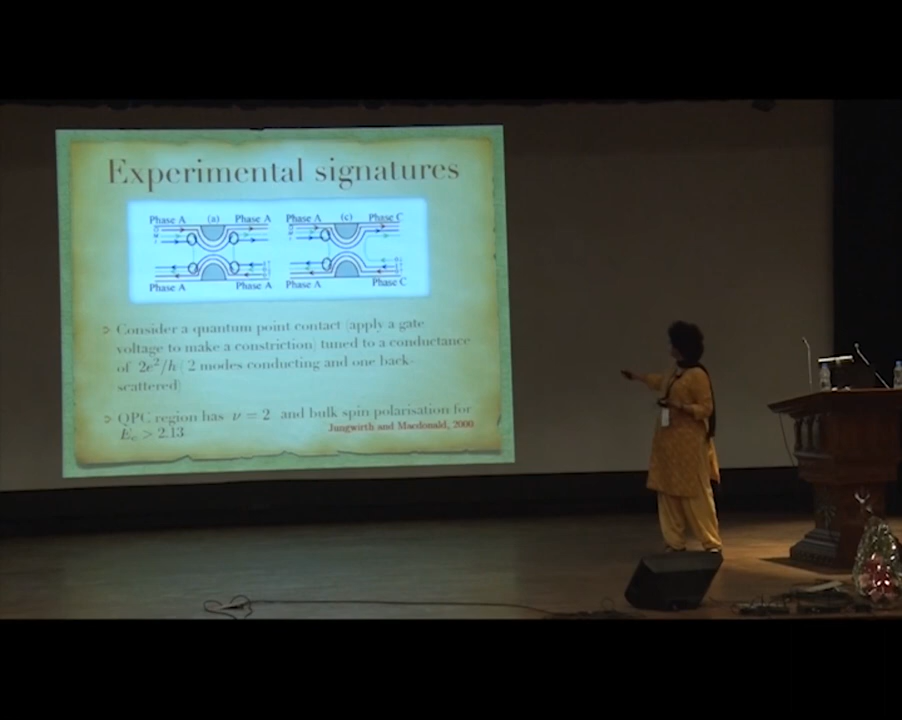 Experimental signatures
Phase A (a) Phase A Phase A (c) Phase C
Phase A Phase A Phase A Phase C
Consider a quantum point contact (apply a gate
voltage to make a constriction) tuned to a conductance
of 2e²/h ( 2 modes conducting and one back-
scattered)
QPC region has ν = 2 and bulk spin polarisation for
Jungwirth and Macdonald, 2000
> 2.13